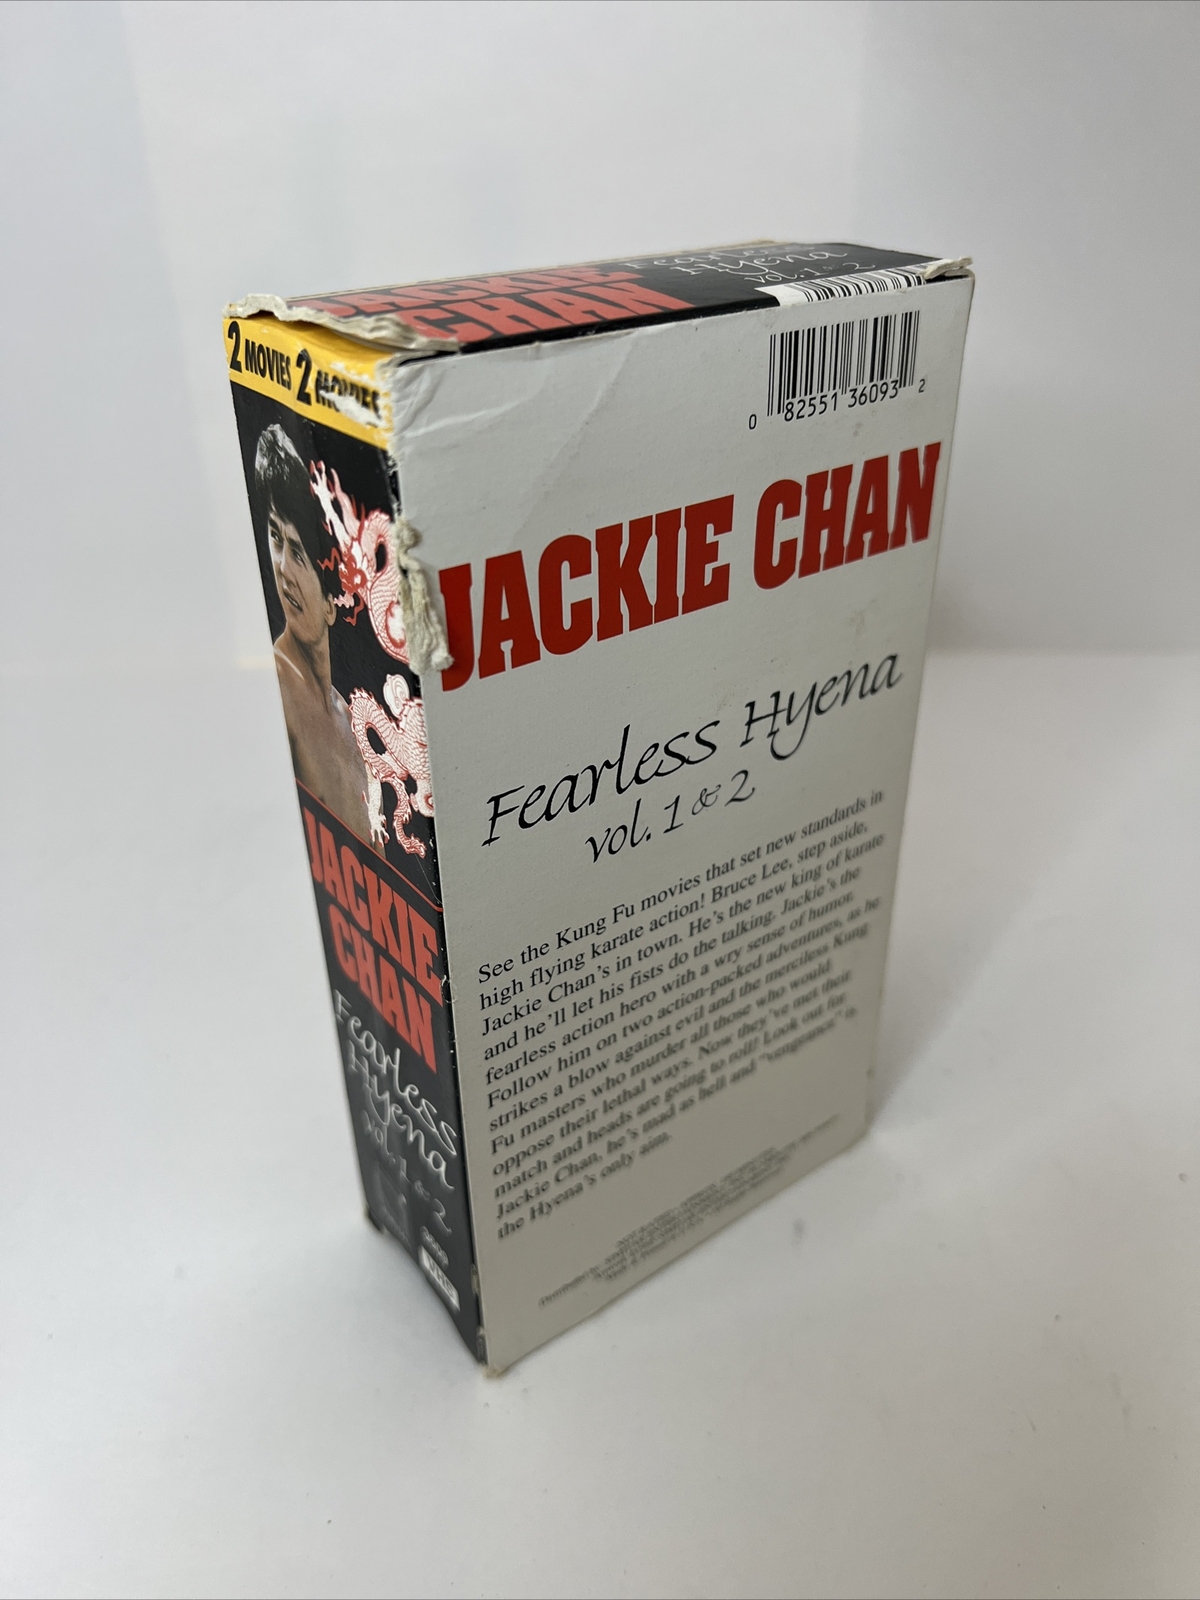 JACKIE
CHAN
Fearless
Hyena
vol. 1 & 2
2 MOVIES 2 MOVIES
JACKIE
CHAN
Fearless
Hyena
vol. 1 & 2
VHS
0 82551 36093 2
JACKIE CHAN
Fearless Hyena
vol. 1 & 2
See the Kung Fu movies that set new standards in
high flying karate action! Bruce Lee, step aside,
Jackie Chan's in town. He's the new king of karate
and he'll let his fists do the talking. Jackie's the
fearless action hero with a wry sense of humor.
Follow him on two action-packed adventures, as he
strikes a blow against evil and the merciless Kung
Fu masters who murder all those who would
oppose their lethal ways. Now they've met their
match and heads are going to roll! Look out for
Jackie Chan, he's mad as hell and "vengeance" is
the Hyena's only aim.